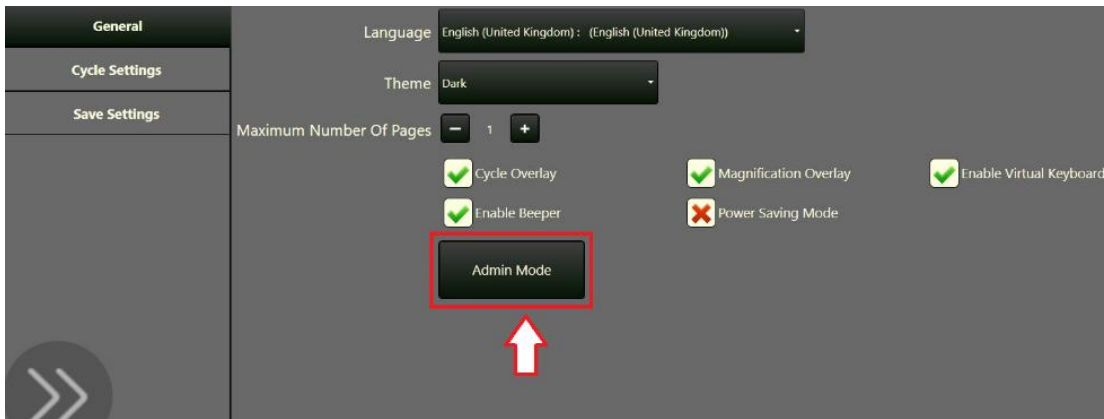 General
Cycle Settings
Save Settings
Language English (United Kingdom) : (English (United Kingdom))
Theme Dark
Maximum Number Of Pages 1
Cycle Overlay Magnification Overlay Enable Virtual Keyboard
Enable Beeper Power Saving Mode
Admin Mode